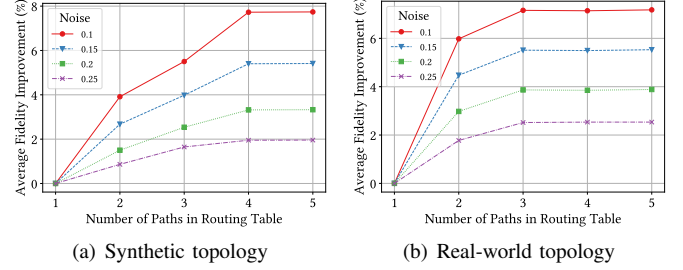 Average Fidelity Improvement (%)
8
6
4
2
0
Noise
0.1
0.15
0.2
0.25
1 2 3 4 5
Number of Paths in Routing Table
(a) Synthetic topology
Average Fidelity Improvement (%)
6
4
2
0
Noise
0.1
0.15
0.2
0.25
1 2 3 4 5
Number of Paths in Routing Table
(b) Real-world topology